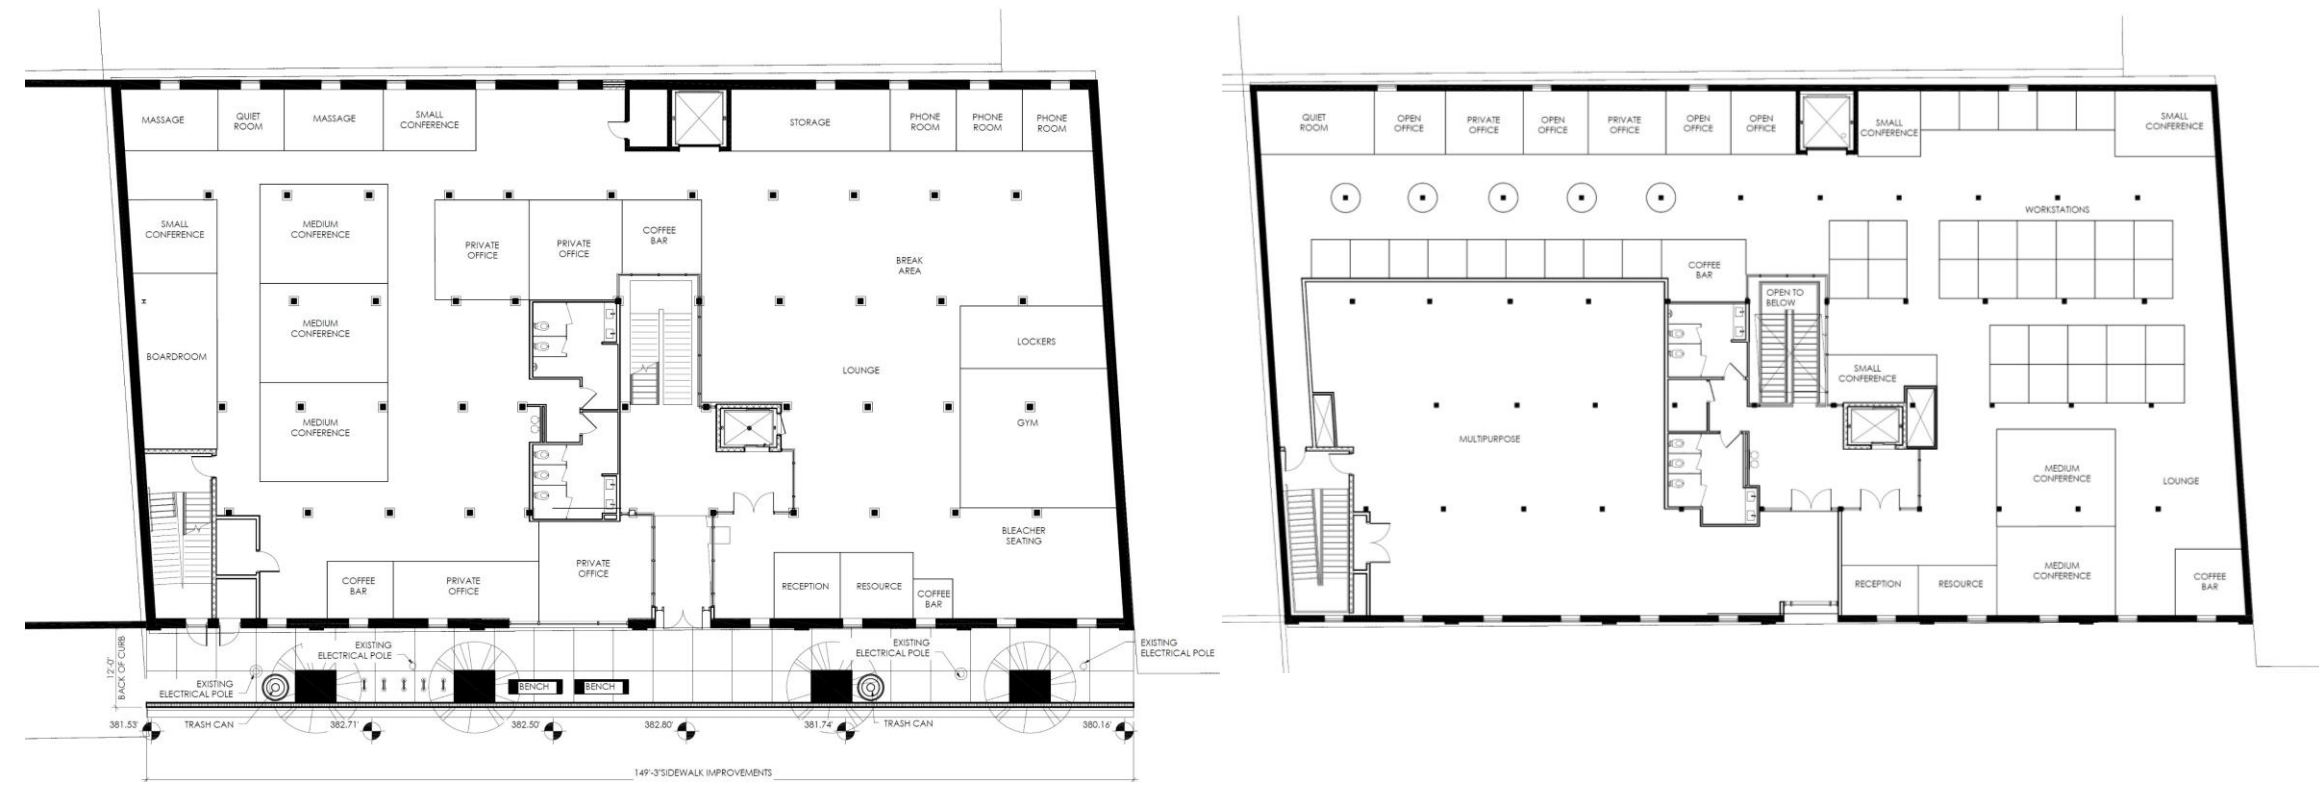 MASSAGE
QUIET
ROOM
MASSAGE
SMALL
CONFERENCE
STORAGE
PHONE
ROOM
PHONE
ROOM
PHONE
ROOM
SMALL
CONFERENCE
MEDIUM
CONFERENCE
PRIVATE
OFFICE
PRIVATE
OFFICE
COFFEE
BAR
BREAK
AREA
MEDIUM
CONFERENCE
BOARDROOM
LOCKERS
LOUNGE
MEDIUM
CONFERENCE
GYM
BLEACHER
SEATING
COFFEE
BAR
PRIVATE
OFFICE
PRIVATE
OFFICE
RECEPTION
RESOURCE
COFFEE
BAR
12'-0"
BACK OF CURB
EXISTING
ELECTRICAL POLE
EXISTING
ELECTRICAL POLE
EXISTING
ELECTRICAL POLE
EXISTING
ELECTRICAL POLE
BENCH
BENCH
TRASH CAN
TRASH CAN
381.53'
382.71'
382.50'
382.80'
381.74'
380.16'
149'-3"SIDEWALK IMPROVEMENTS
QUIET
ROOM
OPEN
OFFICE
PRIVATE
OFFICE
OPEN
OFFICE
PRIVATE
OFFICE
OPEN
OFFICE
OPEN
OFFICE
SMALL
CONFERENCE
SMALL
CONFERENCE
WORKSTATIONS
COFFEE
BAR
OPEN TO
BELOW
SMALL
CONFERENCE
MULTIPURPOSE
MEDIUM
CONFERENCE
LOUNGE
MEDIUM
CONFERENCE
RECEPTION
RESOURCE
COFFEE
BAR